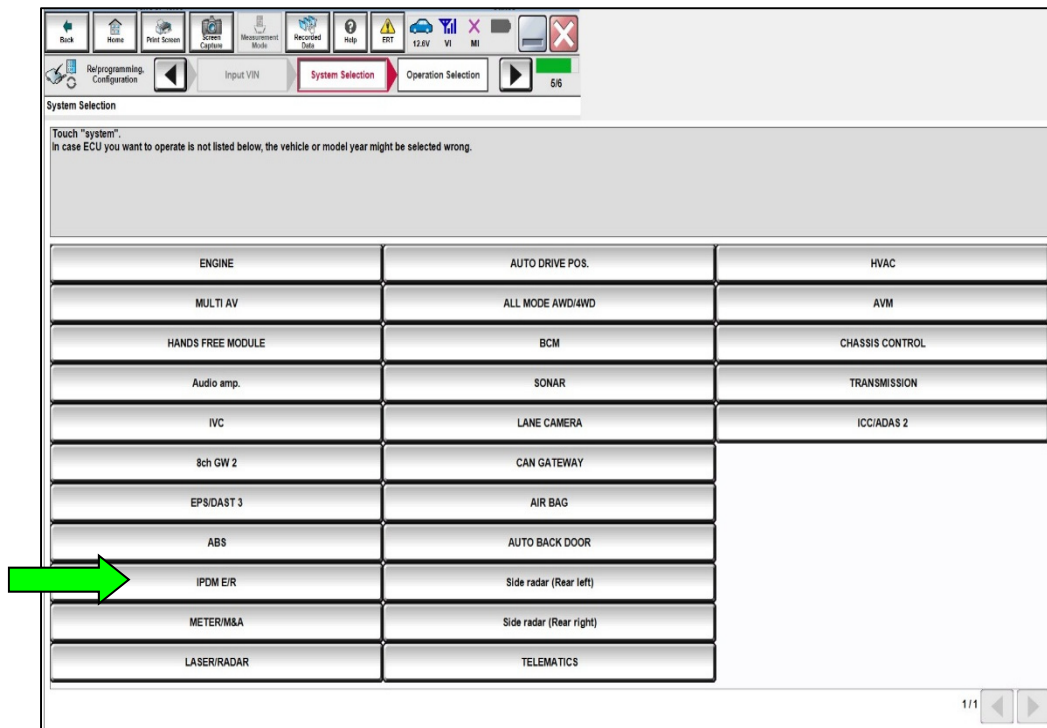 Back Home Print Screen Screen Capture Measurement Mode Recorded Data Help ERT 12.6V VI MI
Re/programming, Configuration Input VIN System Selection Operation Selection 5/6
System Selection
Touch "system".
In case ECU you want to operate is not listed below, the vehicle or model year might be selected wrong.
ENGINE AUTO DRIVE POS. HVAC
MULTI AV ALL MODE AWD/4WD AVM
HANDS FREE MODULE BCM CHASSIS CONTROL
Audio amp. SONAR TRANSMISSION
IVC LANE CAMERA ICC/ADAS 2
8ch GW 2 CAN GATEWAY
EPS/DAST 3 AIR BAG
ABS AUTO BACK DOOR
IPDM E/R Side radar (Rear left)
METER/M&A Side radar (Rear right)
LASER/RADAR TELEMATICS
1/1